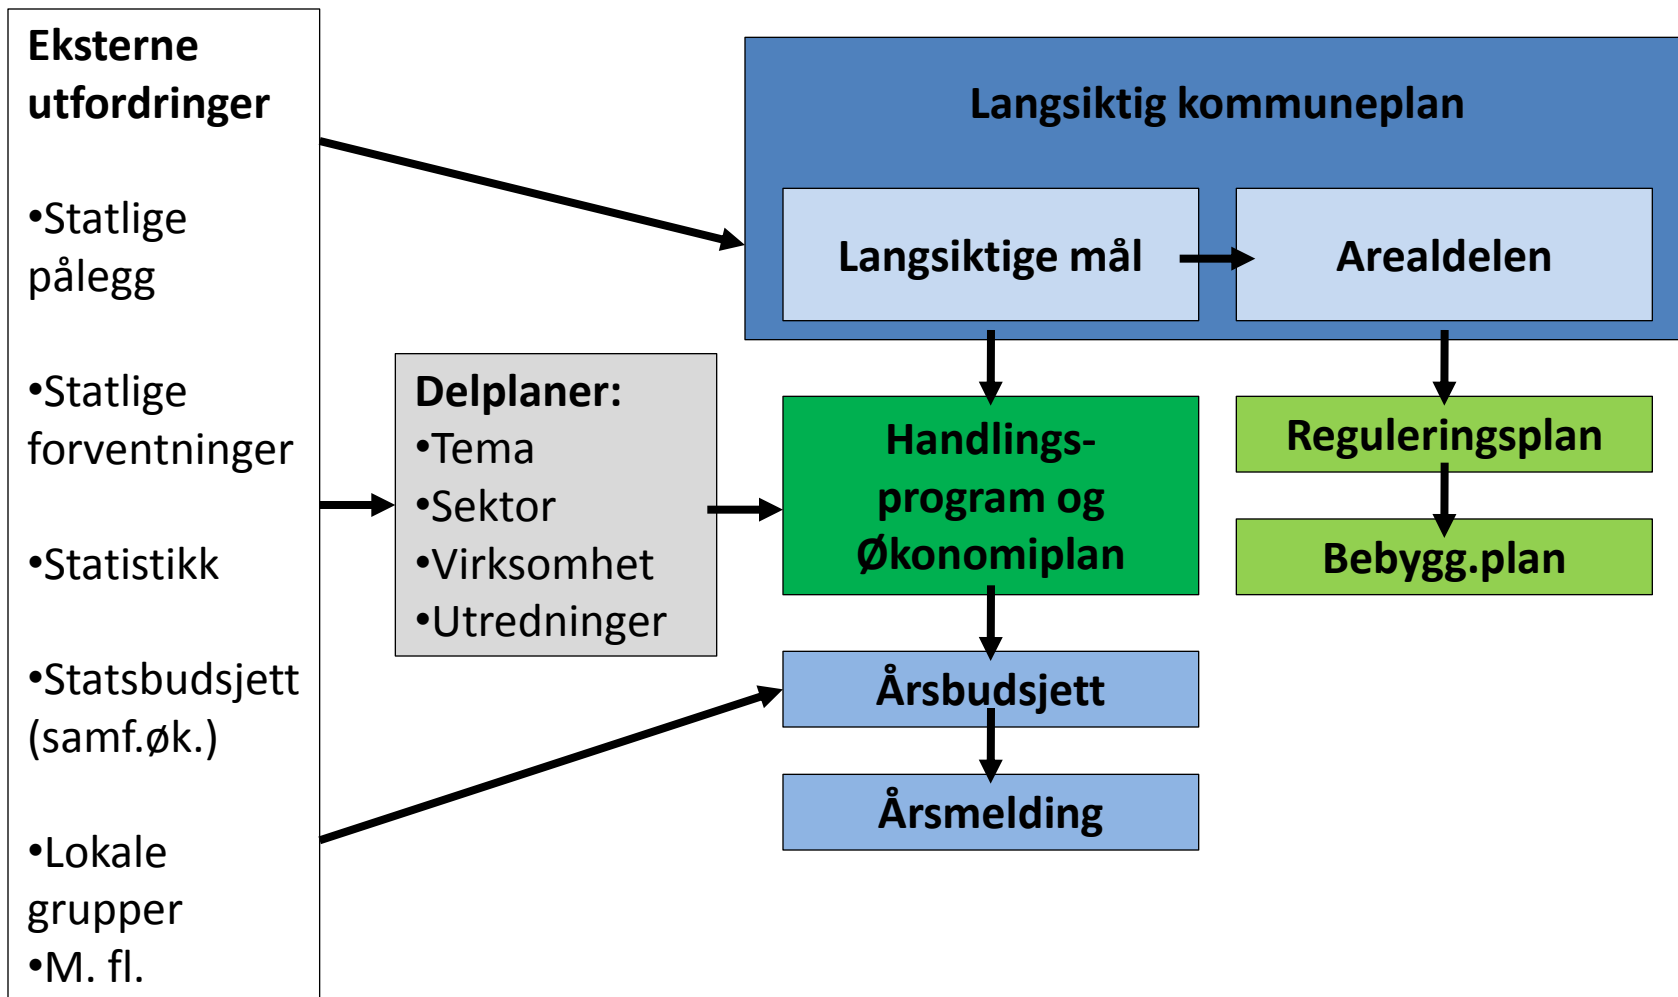 Eksterne
utfordringer
•Statlige
pålegg
•Statlige
forventninger
•Statistikk
•Statsbudsjett
(samf.øk.)
•Lokale
grupper
•M. fl.
Delplaner:
•Tema
•Sektor
•Virksomhet
•Utredninger
Langsiktig kommuneplan
Langsiktige mål
Arealdelen
Handlings-
program og
Økonomiplan
Årsbudsjett
Årsmelding
Reguleringsplan
Bebygg.plan